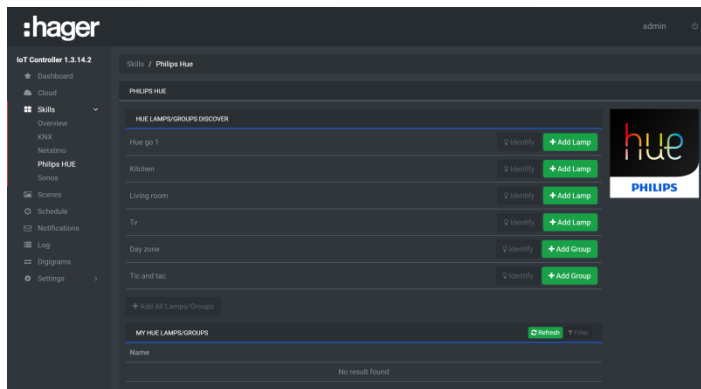 :hager
admin
IoT Controller 1.3.14.2
Dashboard
Cloud
Skills
Overview
KNX
Netatmo
Philips HUE
Sonos
Scenes
Schedule
Notifications
Log
Digigrams
Settings
Skills / Philips Hue
PHILIPS HUE
HUE LAMPS/GROUPS DISCOVER
Hue go 1 Identify + Add Lamp
Kitchen Identify + Add Lamp
Living room Identify + Add Lamp
Tv Identify + Add Lamp
Day zone Identify + Add Group
Tic and tac Identify + Add Group
+ Add All Lamps/Groups
MY HUE LAMPS/GROUPS Refresh Filter
Name
No result found
hue
PHILIPS